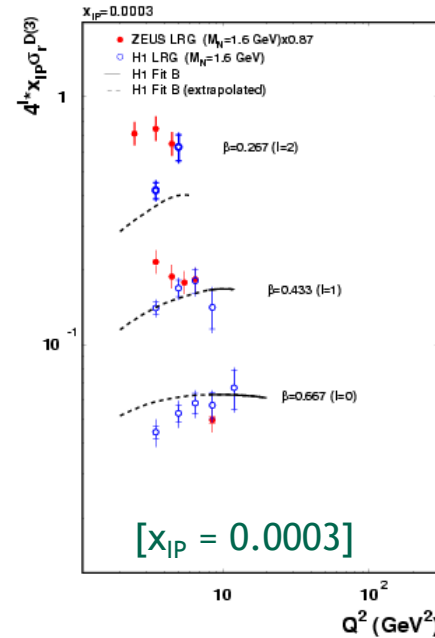 x_IP=0.0003
ZEUS LRG (M_N=1.6 GeV)x0.87
H1 LRG (M_N=1.6 GeV)
H1 Fit B
H1 Fit B (extrapolated)
4^l*x_IP σ_r^D(3)
1
β=0.267 (l=2)
β=0.433 (l=1)
10^-1
β=0.667 (l=0)
[x_IP = 0.0003]
10
10^2
Q^2 (GeV^2)